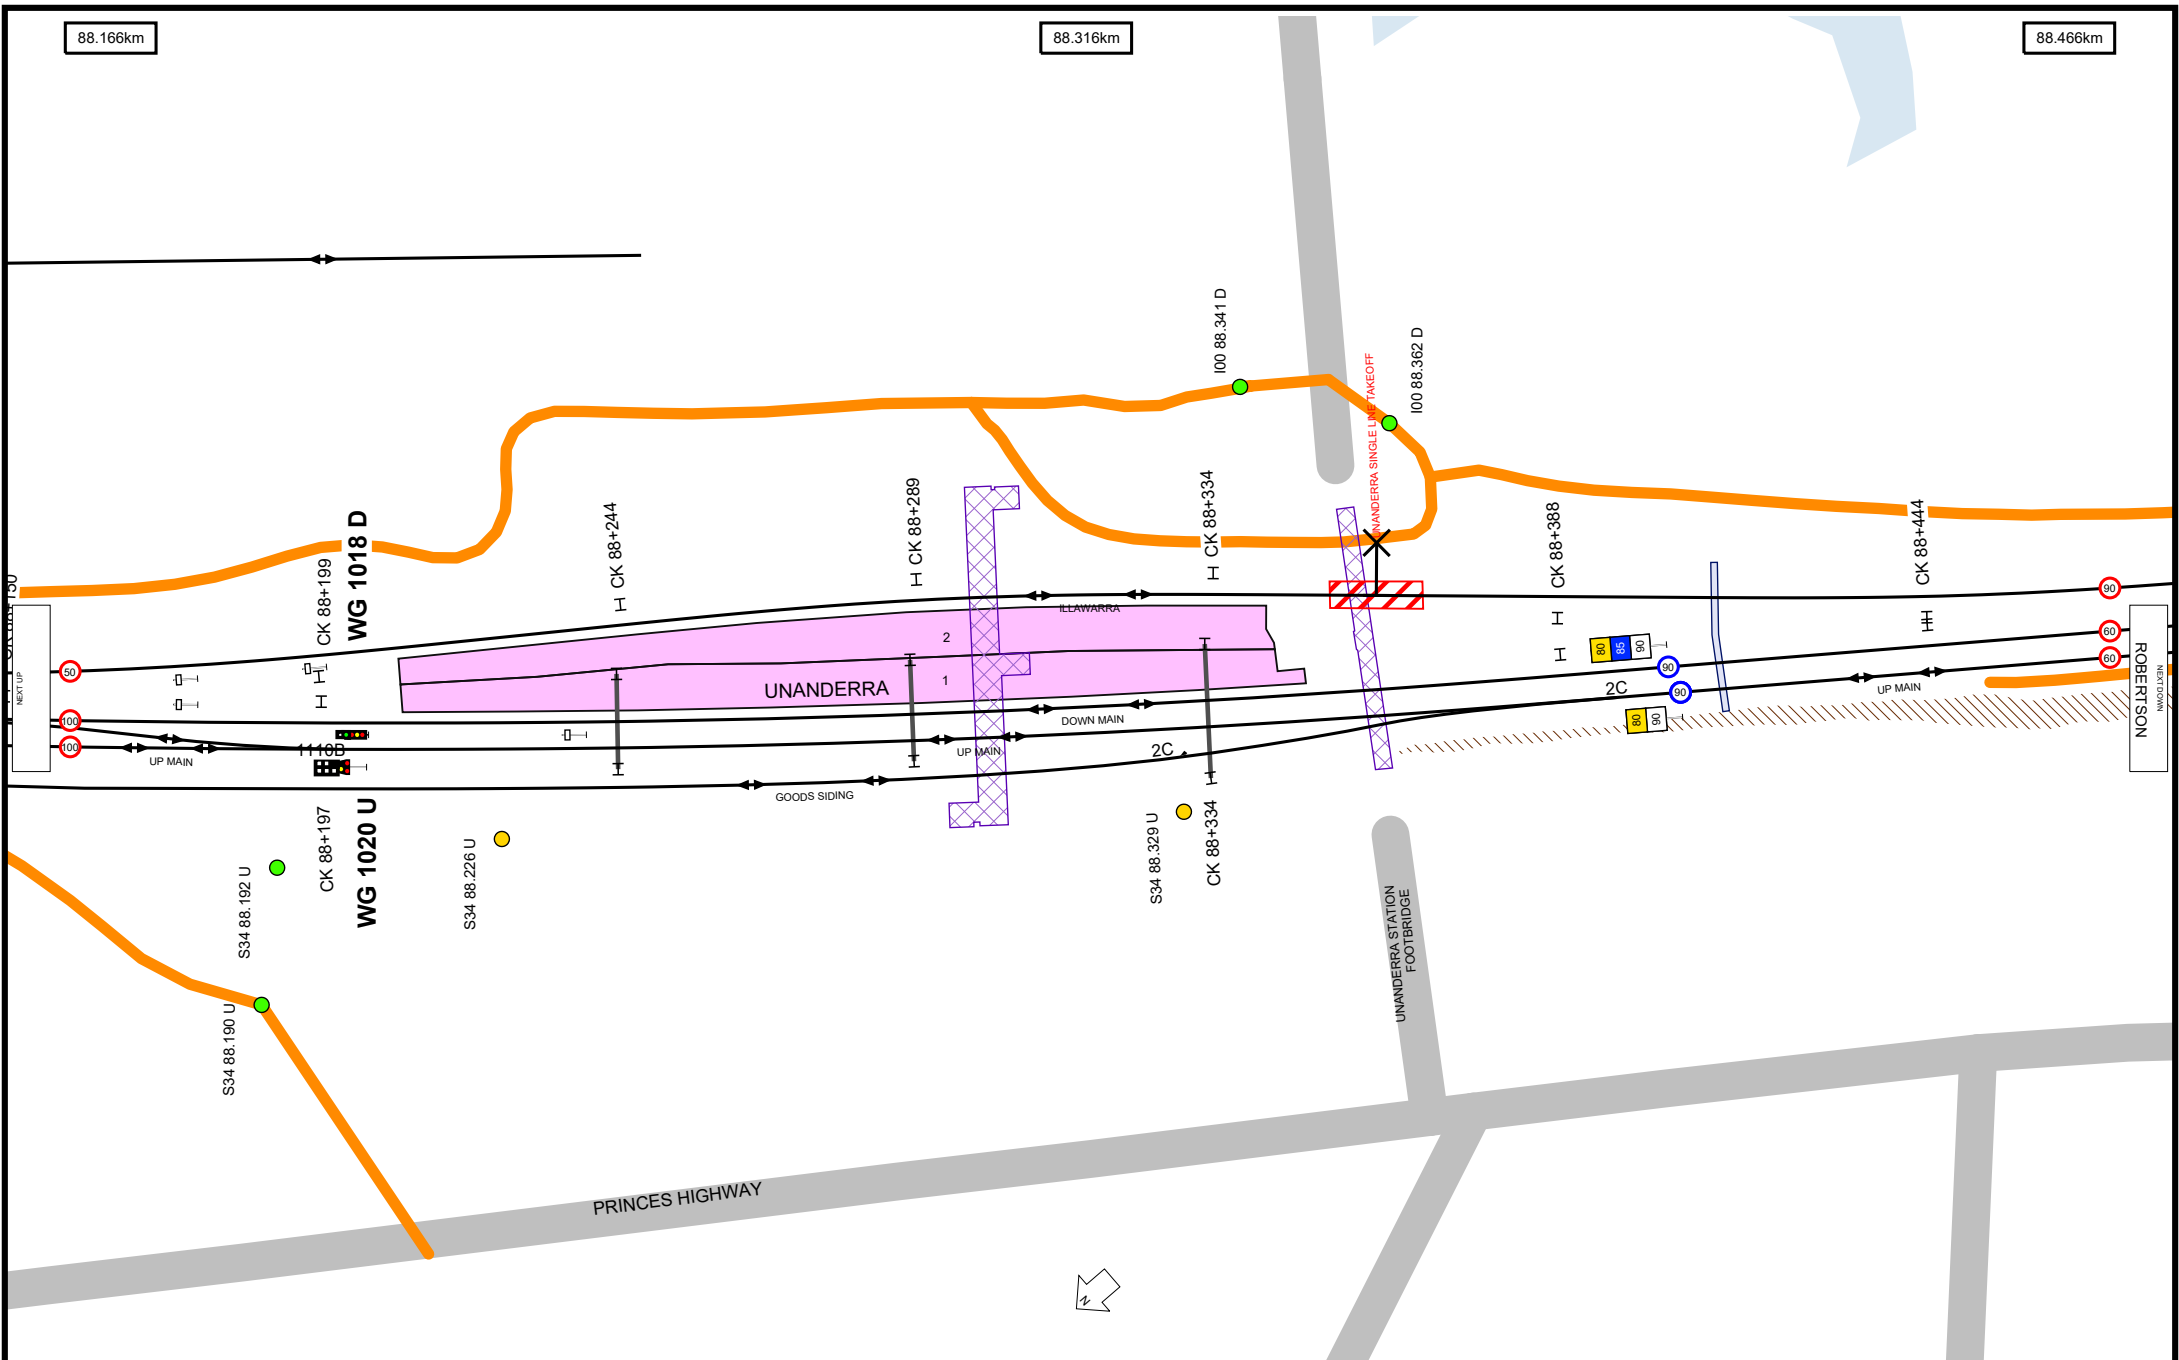 88.166km
88.316km
88.466km
I00 88.341 D
I00 88.362 D
UNANDERRA SINGLE LINE TAKEOFF
CK 88+199
WG 1018 D
CK 88+244
CK 88+289
CK 88+334
CK 88+388
CK 88+444
NEXT UP
50
100
100
UP MAIN
1110B
ILLAWARRA
2
1
UNANDERRA
DOWN MAIN
UP MAIN
2C
GOODS SIDING
80
85
90
80
90
90
90
2C
UP MAIN
90
60
60
ROBERTSON
NEXT DOWN
CK 88+197
WG 1020 U
S34 88.192 U
S34 88.190 U
S34 88.226 U
S34 88.329 U
CK 88+334
UNANDERRA STATION
FOOTBRIDGE
PRINCES HIGHWAY
N